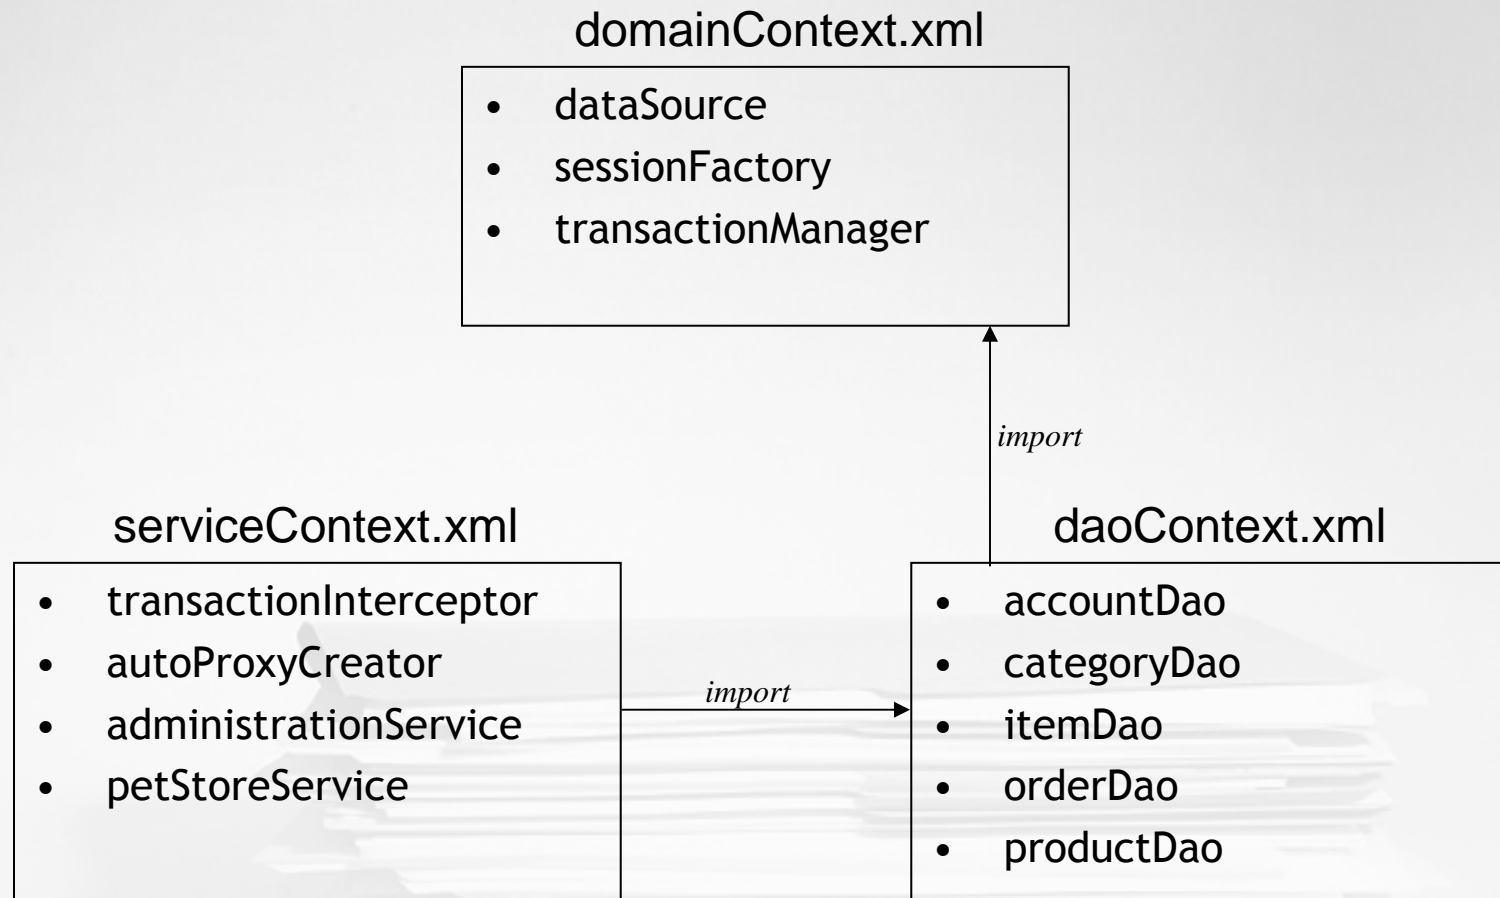 domainContext.xml
• dataSource
• sessionFactory
• transactionManager
import
serviceContext.xml
• transactionInterceptor
• autoProxyCreator
• administrationService
• petStoreService
import
daoContext.xml
• accountDao
• categoryDao
• itemDao
• orderDao
• productDao